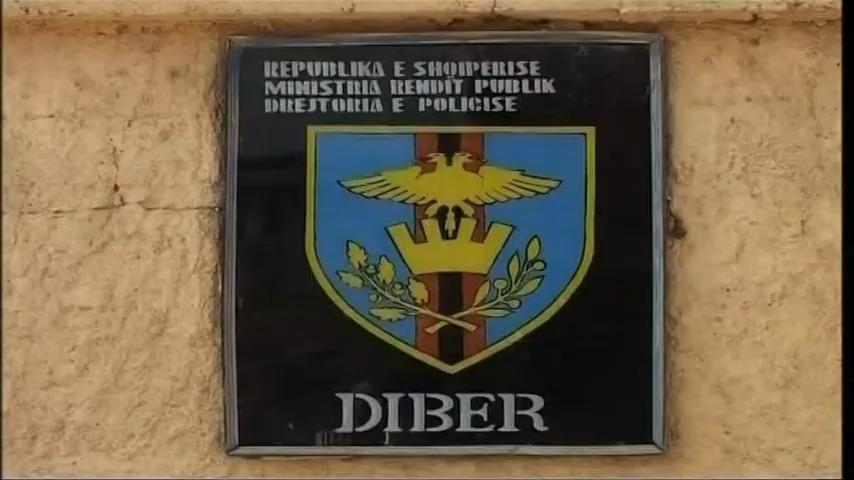 REPUBLIKA E SHQIPERISE
MINISTRIA RENDIT PUBLIK
DREJTORIA E POLICISE
DIBER